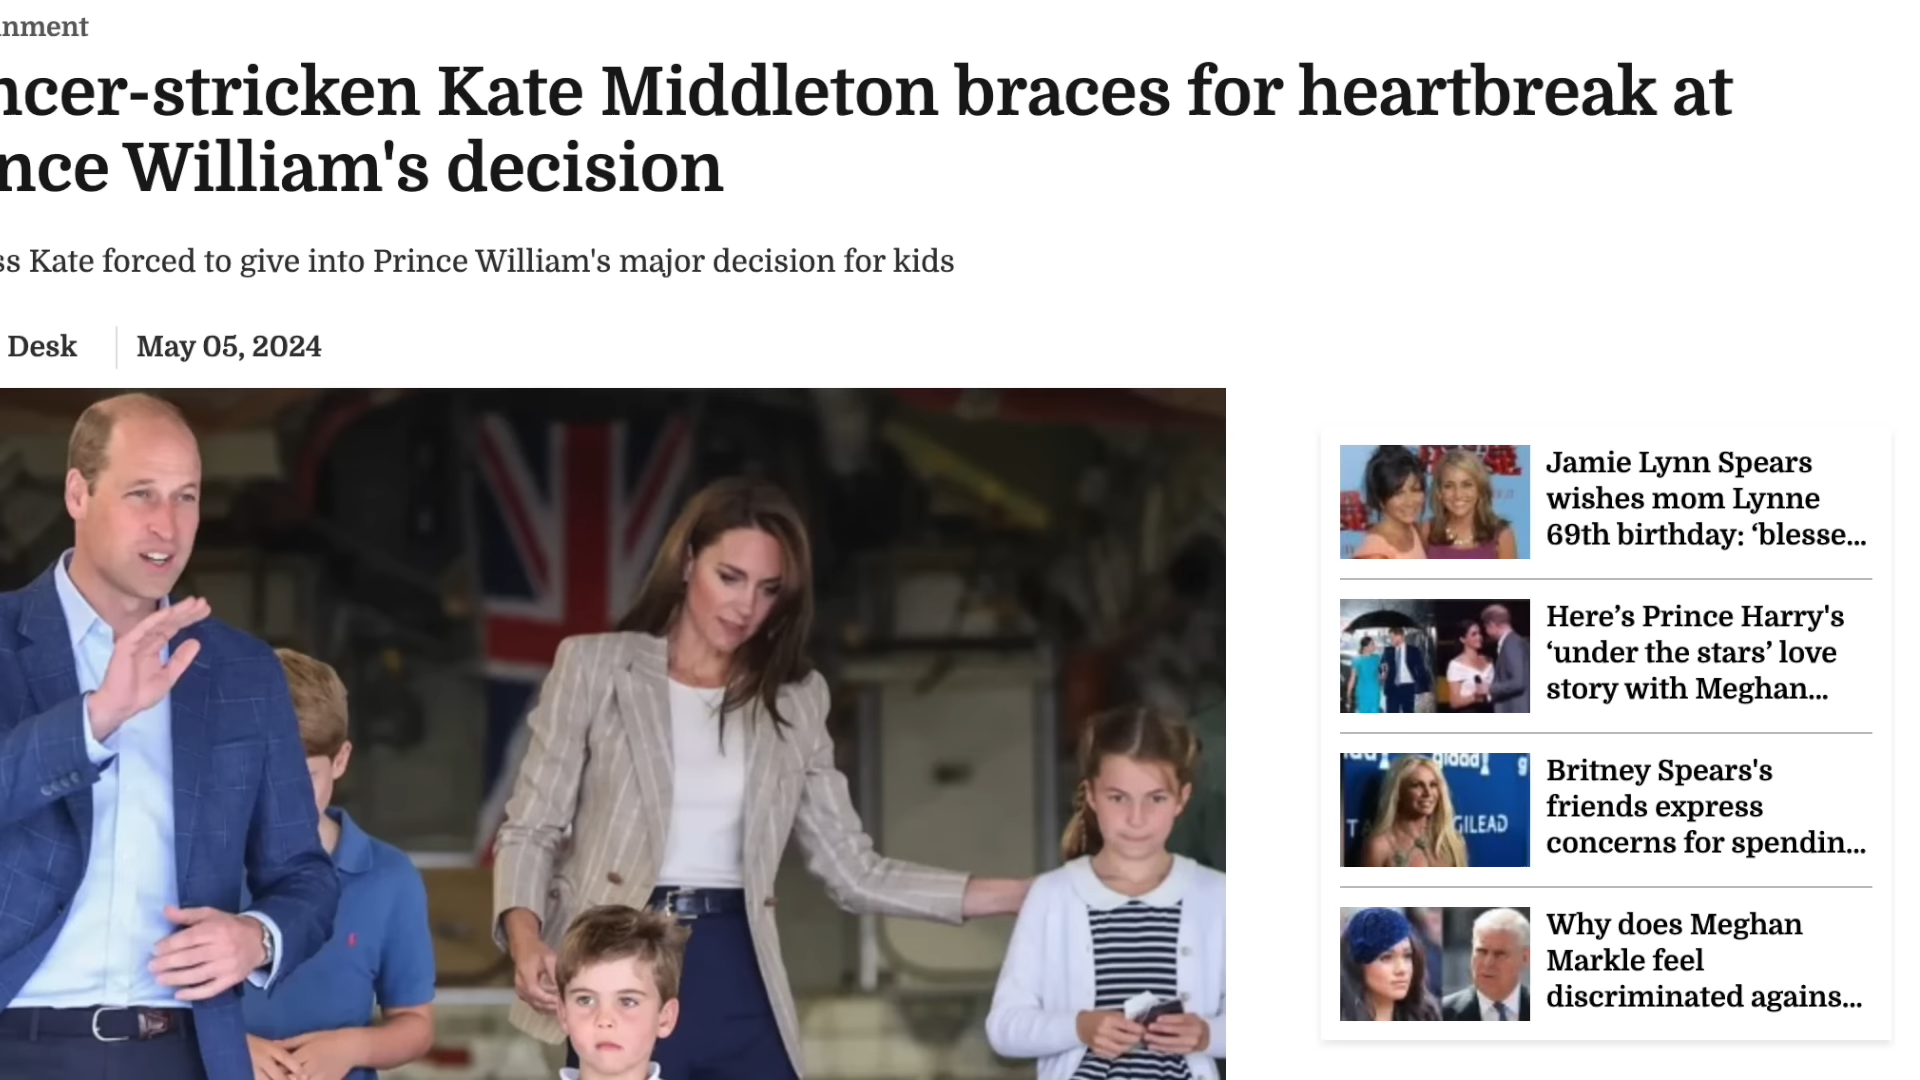 inment
ncer-stricken Kate Middleton braces for heartbreak at
nce William's decision
ss Kate forced to give into Prince William's major decision for kids
Desk
May 05, 2024
Jamie Lynn Spears
wishes mom Lynne
69th birthday: ‘blesse...
Here’s Prince Harry's
‘under the stars’ love
story with Meghan...
Britney Spears's
friends express
concerns for spendin...
GILEAD
Why does Meghan
Markle feel
discriminated agains...